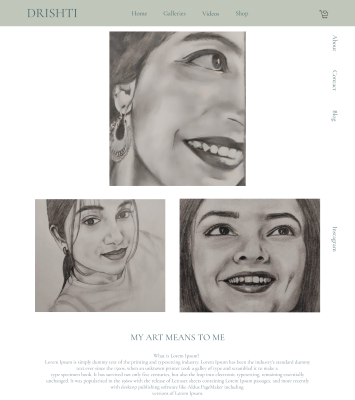 DRISHTI
Home Galleries Videos Shop
About
Contact
Blog
Instagram
MY ART MEANS TO ME
What is Lorem Ipsum?
Lorem Ipsum is simply dummy text of the printing and typesetting industry. Lorem Ipsum has been the industry's standard dummy
text ever since the 1500s, when an unknown printer took a galley of type and scrambled it to make a
type specimen book. It has survived not only five centuries, but also the leap into electronic typesetting, remaining essentially
unchanged. It was popularised in the 1960s with the release of Letraset sheets containing Lorem Ipsum passages, and more recently
with desktop publishing software like Aldus PageMaker including
versions of Lorem Ipsum.